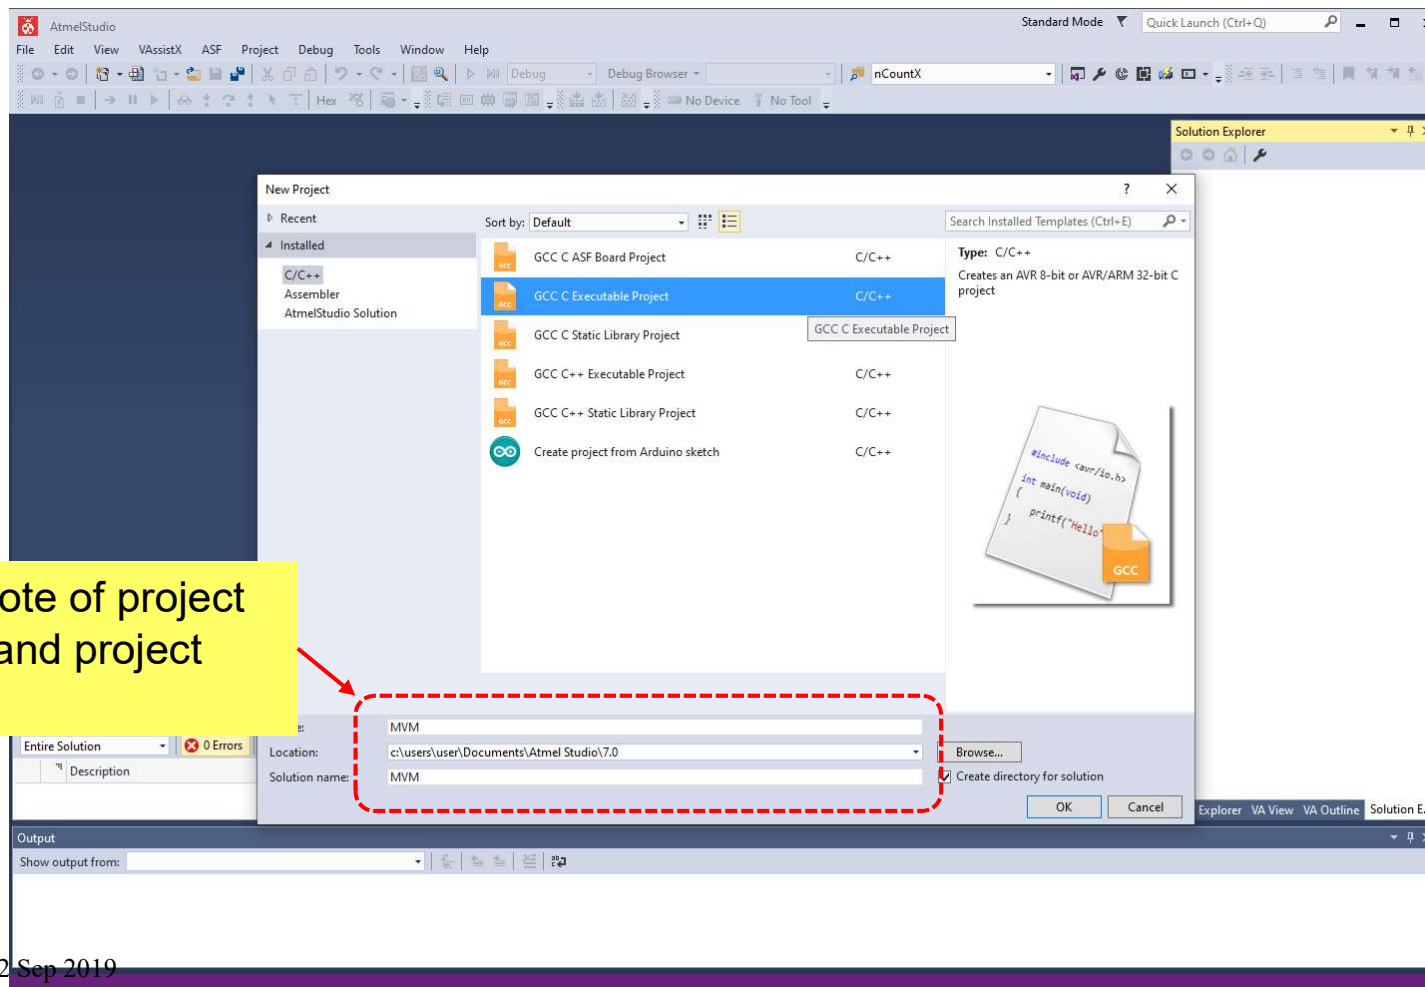 AtmelStudio
Standard Mode
Quick Launch (Ctrl+Q)
File Edit View VAssistX ASF Project Debug Tools Window Help
Debug Debug Browser nCountX
Hex No Device No Tool
Solution Explorer
New Project ?
Recent
Sort by: Default
Search Installed Templates (Ctrl+E)
Installed
C/C++
Assembler
AtmelStudio Solution
GCC C ASF Board Project C/C++
GCC C Executable Project C/C++
GCC C Executable Project
GCC C Static Library Project
GCC C++ Executable Project C/C++
GCC C++ Static Library Project C/C++
Create project from Arduino sketch C/C++
Type: C/C++
Creates an AVR 8-bit or AVR/ARM 32-bit C
project
#include <avr/io.h>
int main(void)
{
printf("Hello"
}
GCC
ote of project
and project
MVM
Location: c:\users\user\Documents\Atmel Studio\7.0 Browse...
Solution name: MVM Create directory for solution
OK Cancel
Entire Solution 0 Errors
Description
Explorer VA View VA Outline Solution E.
Output
Show output from:
2 Sep 2019